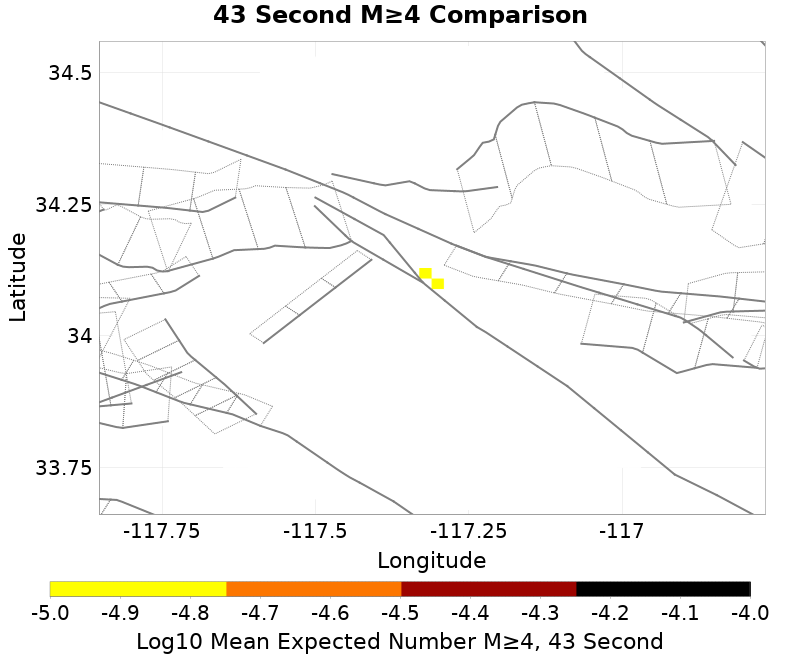 43 Second M≥4 Comparison
34.5
34.25
34
33.75
Latitude
-117.75 -117.5 -117.25 -117
Longitude
-5.0 -4.9 -4.8 -4.7 -4.6 -4.5 -4.4 -4.3 -4.2 -4.1 -4.0
Log10 Mean Expected Number M≥4, 43 Second